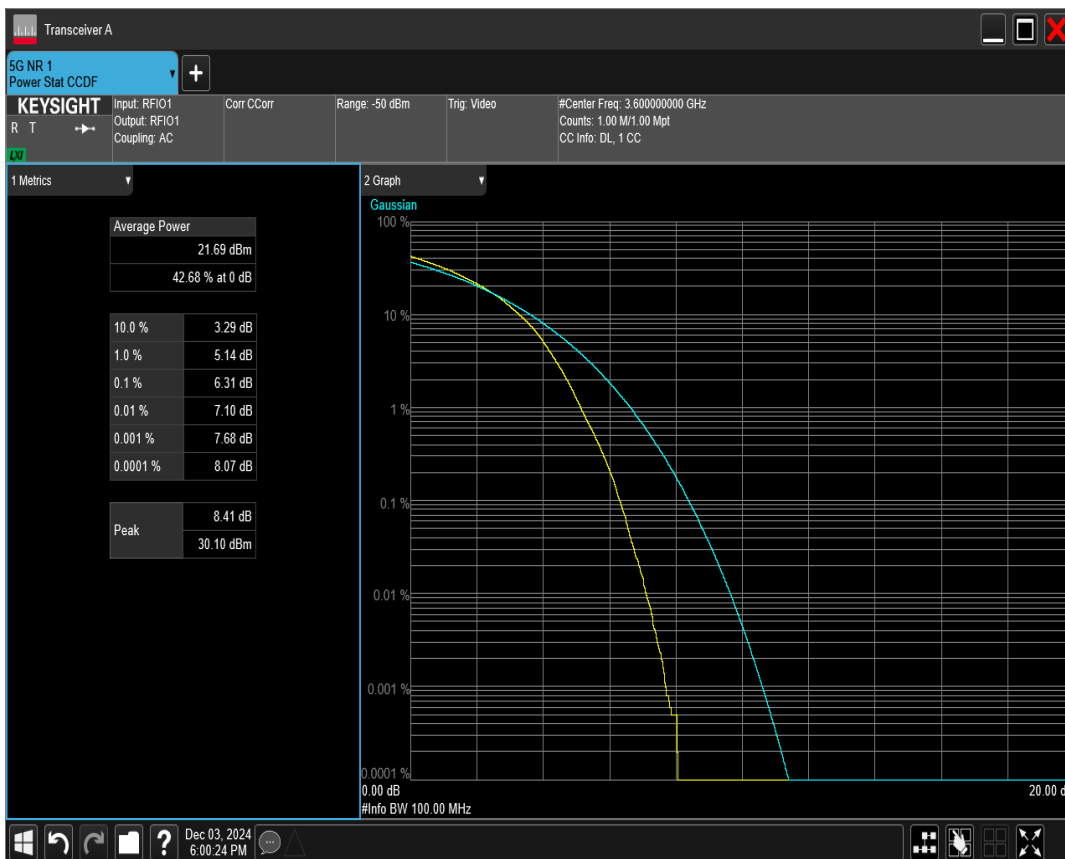 Transceiver A
5G NR 1
Power Stat CCDF
KEYSIGHT
R T
LXI
Input: RFIO1
Output: RFIO1
Coupling: AC
Corr CCorr
Range: -50 dBm
Trig: Video
#Center Freq: 3.600000000 GHz
Counts: 1.00 M/1.00 Mpt
CC Info: DL, 1 CC
1 Metrics
Average Power
21.69 dBm
42.68 % at 0 dB
10.0 % 3.29 dB
1.0 % 5.14 dB
0.1 % 6.31 dB
0.01 % 7.10 dB
0.001 % 7.68 dB
0.0001 % 8.07 dB
Peak
8.41 dB
30.10 dBm
2 Graph
Gaussian
100 %
10 %
1 %
0.1 %
0.01 %
0.001 %
0.0001 %
0.00 dB 20.00 d
#Info BW 100.00 MHz
?
Dec 03, 2024
6:00:24 PM